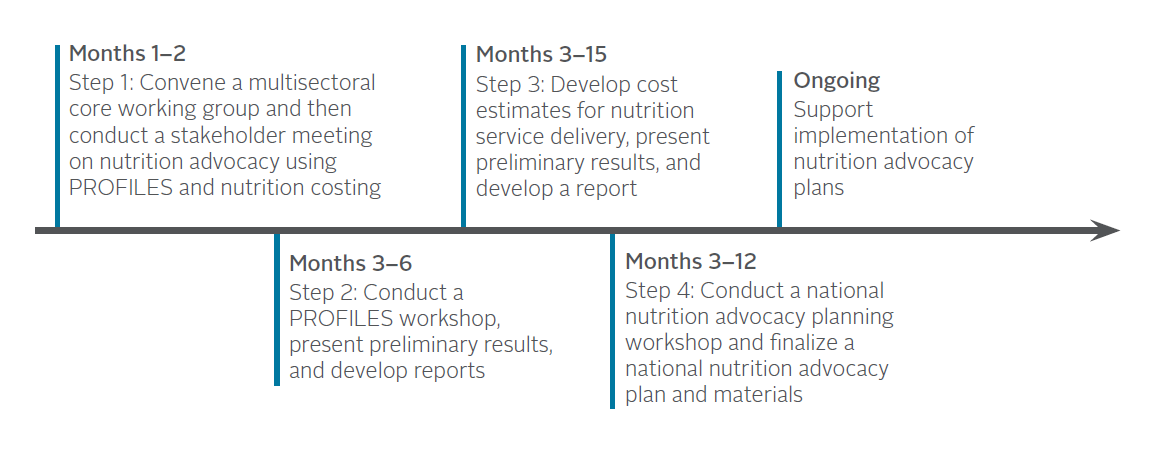 Months 1–2
Step 1: Convene a multisectoral
core working group and then
conduct a stakeholder meeting
on nutrition advocacy using
PROFILES and nutrition costing
Months 3–6
Step 2: Conduct a
PROFILES workshop,
present preliminary results,
and develop reports
Months 3–15
Step 3: Develop cost
estimates for nutrition
service delivery, present
preliminary results, and
develop a report
Months 3–12
Step 4: Conduct a national
nutrition advocacy planning
workshop and finalize a
national nutrition advocacy
plan and materials
Ongoing
Support
implementation of
nutrition advocacy
plans